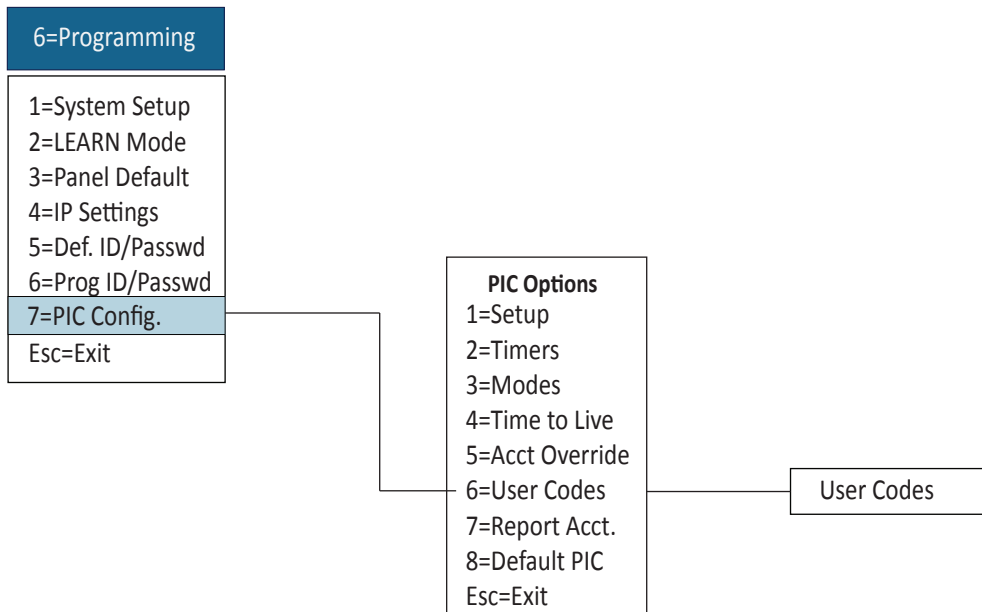 6=Programming
1=System Setup
2=LEARN Mode
3=Panel Default
4=IP Settings
5=Def. ID/Passwd
6=Prog ID/Passwd
7=PIC Config.
Esc=Exit
PIC Options
1=Setup
2=Timers
3=Modes
4=Time to Live
5=Acct Override
6=User Codes
7=Report Acct.
8=Default PIC
Esc=Exit
User Codes